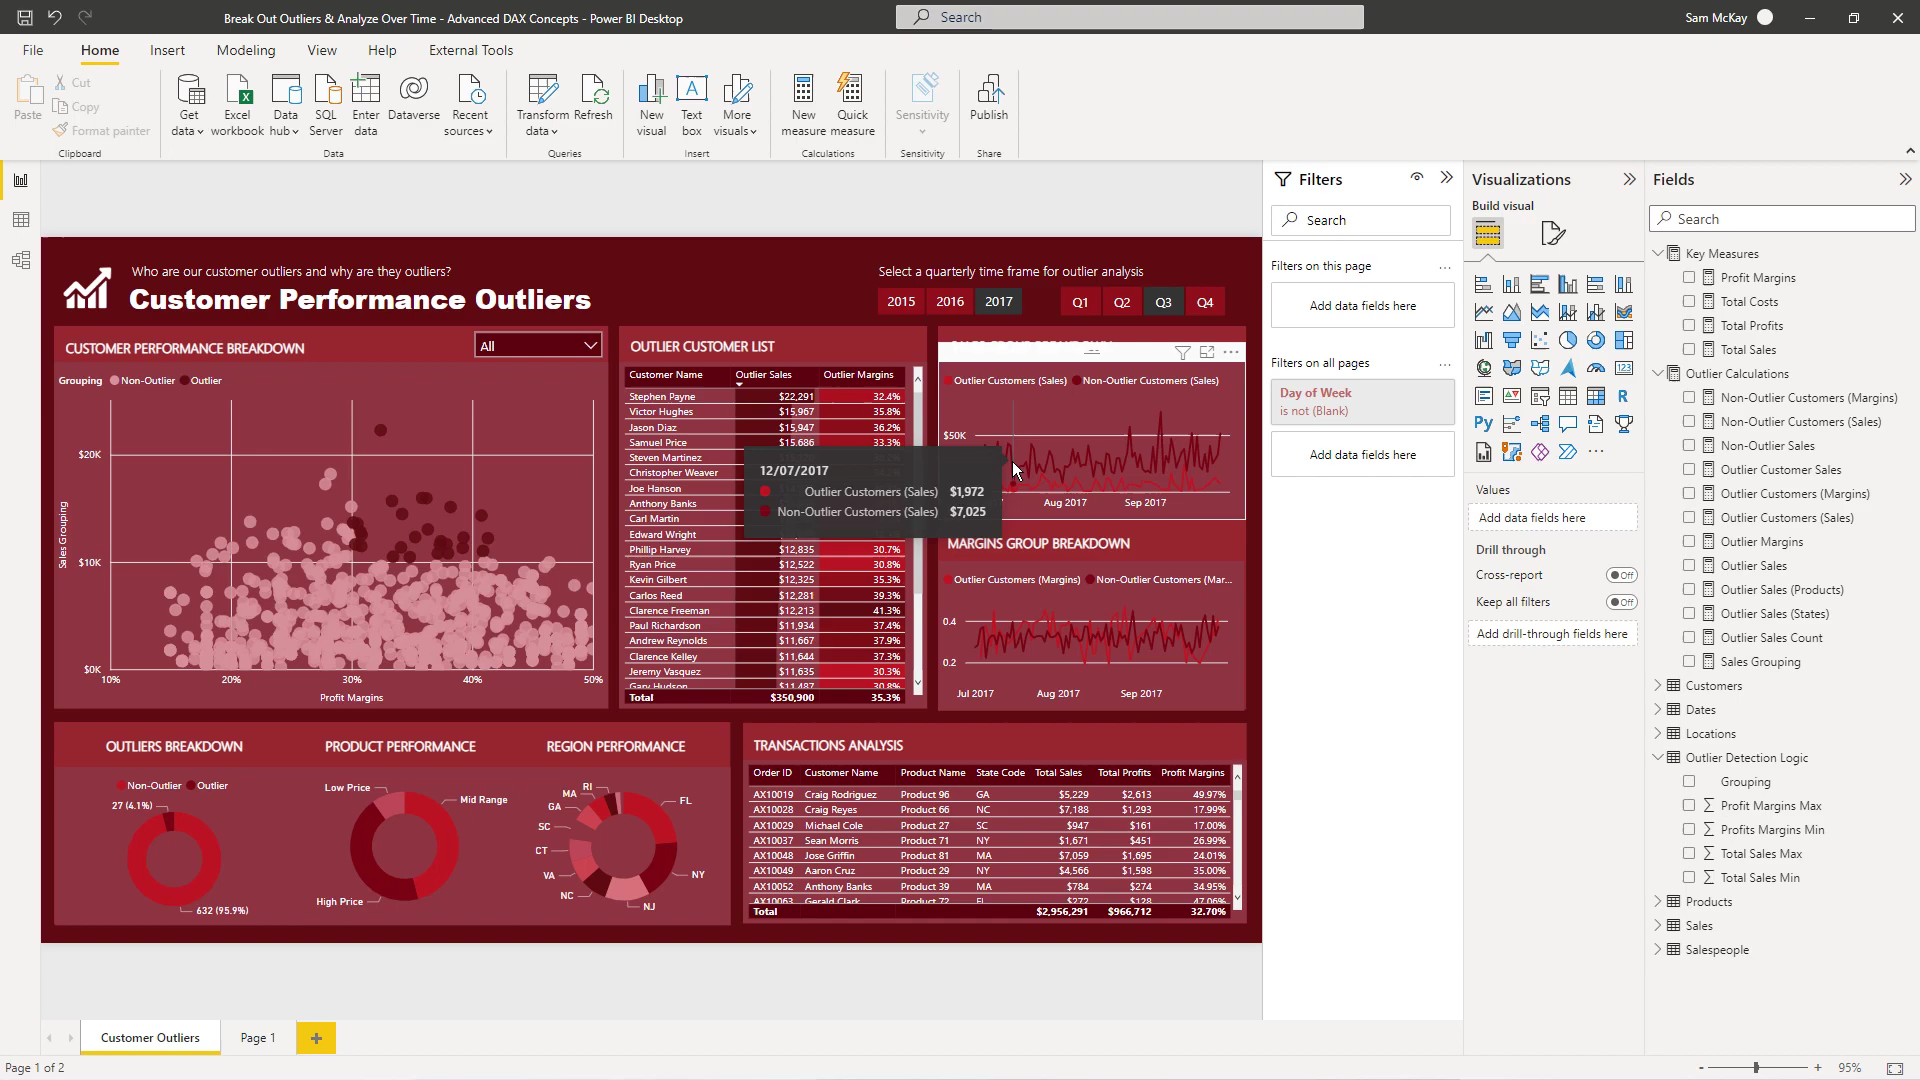 Break Out Outliers & Analyze Over Time - Advanced DAX Concepts - Power BI Desktop
Search
Sam McKay
File
Home
Insert
Modeling
View
Help
External Tools
Paste
Cut
Copy
Format painter
Clipboard
Get data
Excel workbook
Data hub
SQL Server
Enter data
Dataverse
Recent sources
Data
Transform data
Refresh
Queries
New visual
Text box
More visuals
Insert
New measure
Quick measure
Calculations
Sensitivity
Sensitivity
Publish
Share
Who are our customer outliers and why are they outliers?
Customer Performance Outliers
Select a quarterly time frame for outlier analysis
2015
2016
2017
Q1
Q2
Q3
Q4
CUSTOMER PERFORMANCE BREAKDOWN
All
Grouping Non-Outlier Outlier
Sales Grouping
$20K
$10K
$0K
10% 20% 30% 40% 50%
Profit Margins
OUTLIER CUSTOMER LIST
Customer Name Outlier Sales Outlier Margins
Stephen Payne $22,291 32.4%
Victor Hughes $15,967 35.8%
Jason Diaz $15,947 36.2%
Samuel Price $15,686 33.3%
Steven Martinez
Christopher Weaver
Joe Hanson
Anthony Banks
Carl Martin
Edward Wright
Phillip Harvey $12,835 30.7%
Ryan Price $12,522 30.8%
Kevin Gilbert $12,325 35.3%
Carlos Reed $12,281 39.3%
Clarence Freeman $12,213 41.3%
Paul Richardson $11,934 37.4%
Andrew Reynolds $11,667 37.9%
Clarence Kelley $11,644 37.3%
Jeremy Vasquez $11,635 30.3%
Gary Hudson $11,487 30.8%
Total $350,900 35.3%
12/07/2017
Outlier Customers (Sales) $1,972
Non-Outlier Customers (Sales) $7,025
Outlier Customers (Sales) Non-Outlier Customers (Sales)
$50K
Aug 2017 Sep 2017
MARGINS GROUP BREAKDOWN
Outlier Customers (Margins) Non-Outlier Customers (Mar...
0.4
0.2
Jul 2017 Aug 2017 Sep 2017
OUTLIERS BREAKDOWN
Non-Outlier Outlier
27 (4.1%)
632 (95.9%)
PRODUCT PERFORMANCE
Low Price
Mid Range
High Price
REGION PERFORMANCE
RI
MA
GA
SC
CT
VA
NC
NJ
NY
FL
TRANSACTIONS ANALYSIS
Order ID Customer Name Product Name State Code Total Sales Total Profits Profit Margins
AX10019 Craig Rodriguez Product 96 GA $5,229 $2,613 49.97%
AX10028 Craig Reyes Product 66 NC $7,188 $1,293 17.99%
AX10029 Michael Cole Product 27 SC $947 $161 17.00%
AX10037 Sean Morris Product 71 NY $1,671 $451 26.99%
AX10048 Jose Griffin Product 81 MA $7,059 $1,695 24.01%
AX10049 Aaron Cruz Product 29 NY $4,566 $1,598 35.00%
AX10052 Anthony Banks Product 39 MA $784 $274 34.95%
AX10063 Gerald Clark Product 72 FL $272 $128 47.06%
Total $2,956,291 $966,712 32.70%
Filters
Search
Filters on this page
Add data fields here
Filters on all pages
Day of Week
is not (Blank)
Add data fields here
Visualizations
Build visual
R
Py
Values
Add data fields here
Drill through
Cross-report Off
Keep all filters Off
Add drill-through fields here
Fields
Search
Key Measures
Profit Margins
Total Costs
Total Profits
Total Sales
Outlier Calculations
Non-Outlier Customers (Margins)
Non-Outlier Customers (Sales)
Non-Outlier Sales
Outlier Customer Sales
Outlier Customers (Margins)
Outlier Customers (Sales)
Outlier Margins
Outlier Sales
Outlier Sales (Products)
Outlier Sales (States)
Outlier Sales Count
Sales Grouping
Customers
Dates
Locations
Outlier Detection Logic
Grouping
Profit Margins Max
Profits Margins Min
Total Sales Max
Total Sales Min
Products
Sales
Salespeople
Customer Outliers
Page 1
Page 1 of 2
95%